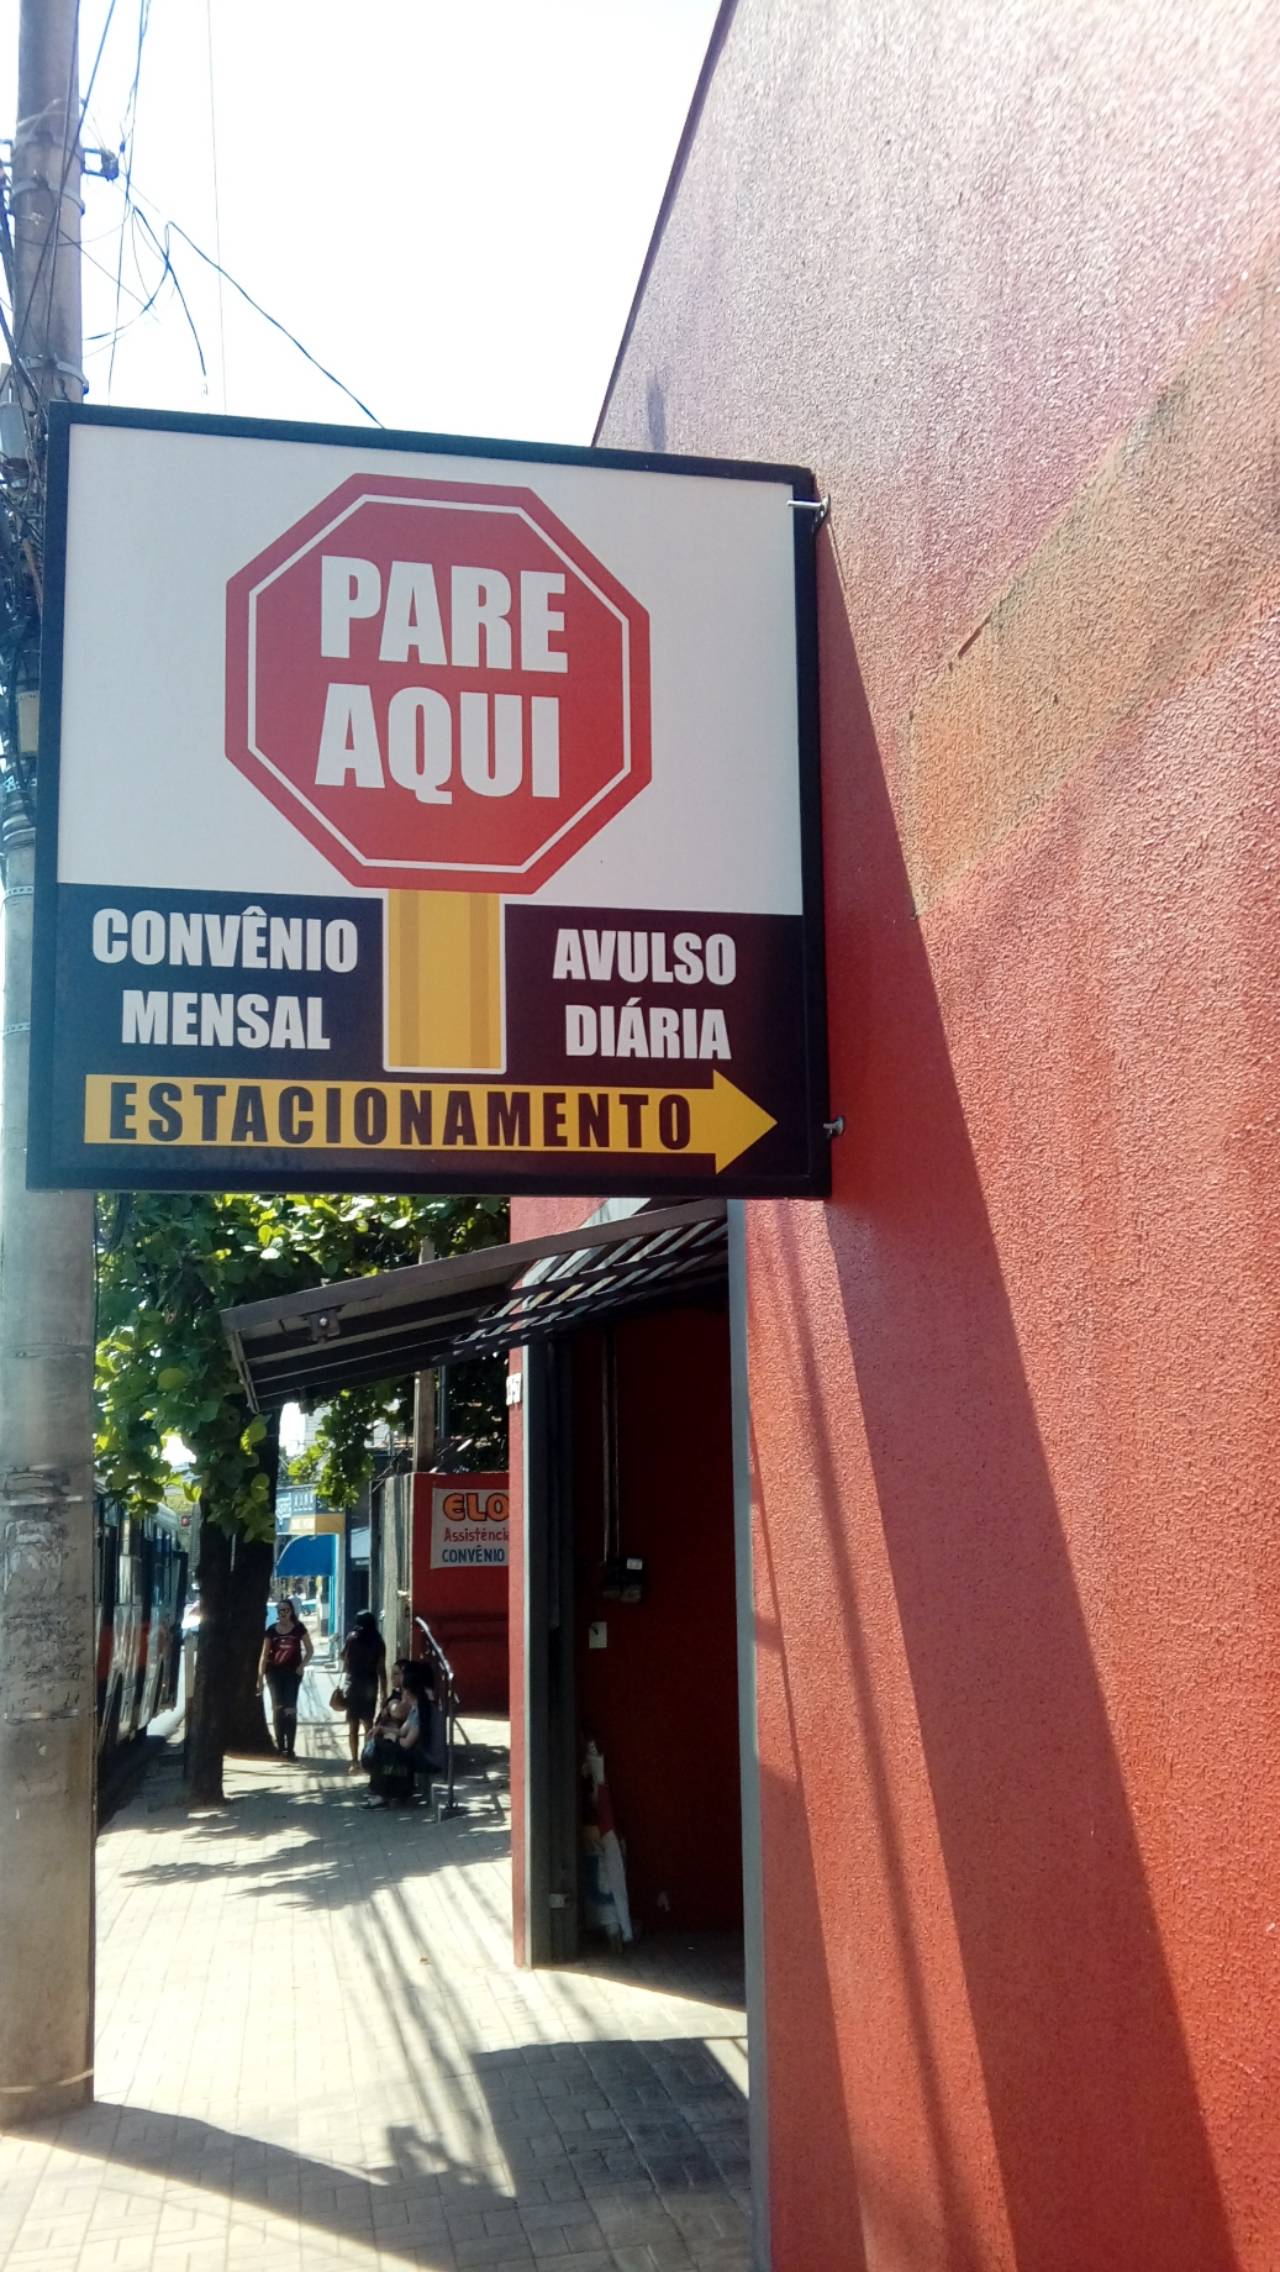 PARE
AQUI
CONVÊNIO
MENSAL
AVULSO
DIÁRIA
ESTACIONAMENTO
ELO
Assistênci
CONVÊNIO